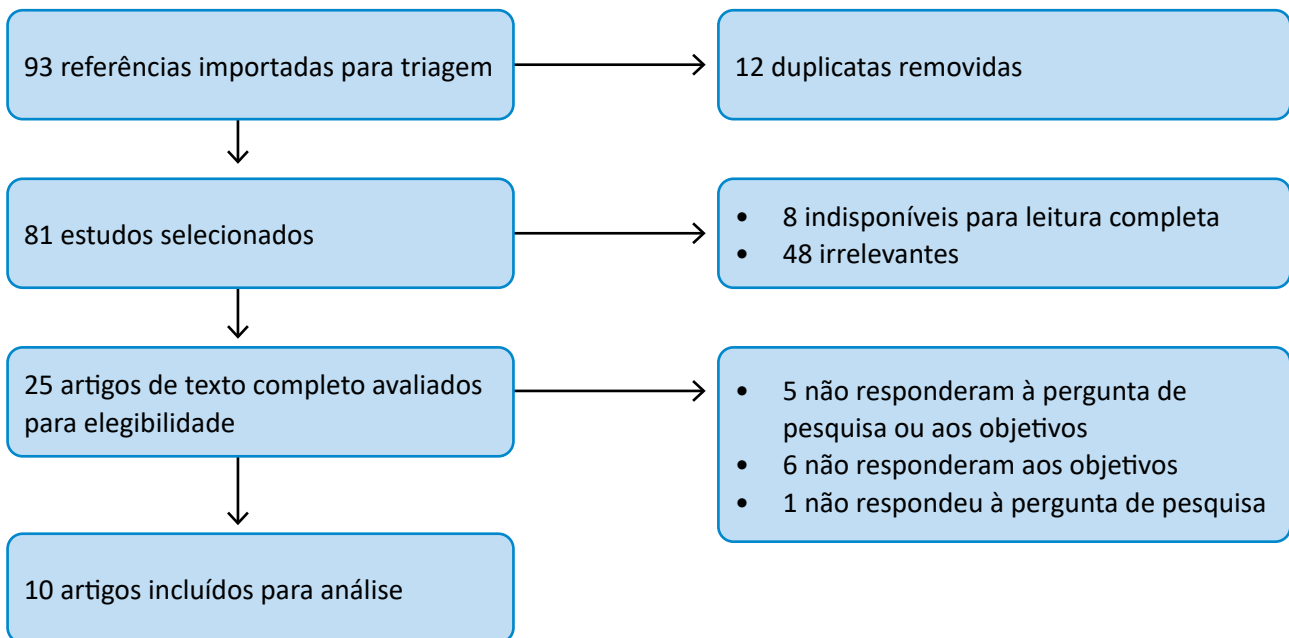 93 referências importadas para triagem
12 duplicatas removidas
81 estudos selecionados
• 8 indisponíveis para leitura completa
• 48 irrelevantes
25 artigos de texto completo avaliados
para elegibilidade
• 5 não responderam à pergunta de
pesquisa ou aos objetivos
• 6 não responderam aos objetivos
• 1 não respondeu à pergunta de pesquisa
10 artigos incluídos para análise